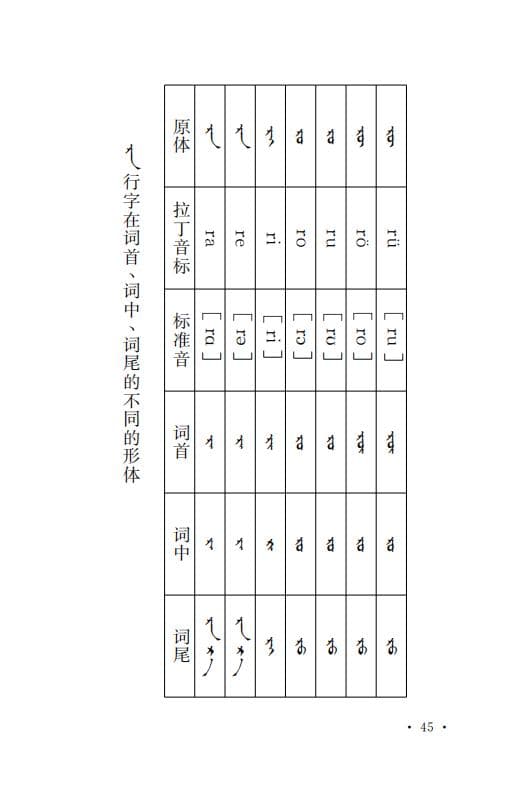 ᠷᠠ 行字在词首、词中、词尾的不同的形体
原体 拉丁音标 标准音 词首 词中 词尾
ᠷᠠ ra [rɑ] ᠷᠠ‍ ‍ᠷᠠ‍ ‍ᠷᠠ ‍ᠷ᠎ᠠ
ᠷᠡ re [rə] ᠷᠡ‍ ‍ᠷᠡ‍ ‍ᠷᠡ ‍ᠷ᠎ᠡ
ᠷᠢ ri [ri] ᠷᠢ‍ ‍ᠷᠢ‍ ‍ᠷᠢ
ᠷᠣ ro [rɔ] ᠷᠣ‍ ‍ᠷᠣ‍ ‍ᠷᠣ
ᠷᠤ ru [rʊ] ᠷᠤ‍ ‍ᠷᠤ‍ ‍ᠷᠤ
ᠷᠥ rö [ro] ᠷᠥ‍ ‍ᠷᠥ‍ ‍ᠷᠥ
ᠷᠦ rü [ru] ᠷᠦ‍ ‍ᠷᠦ‍ ‍ᠷᠦ
· 45 ·